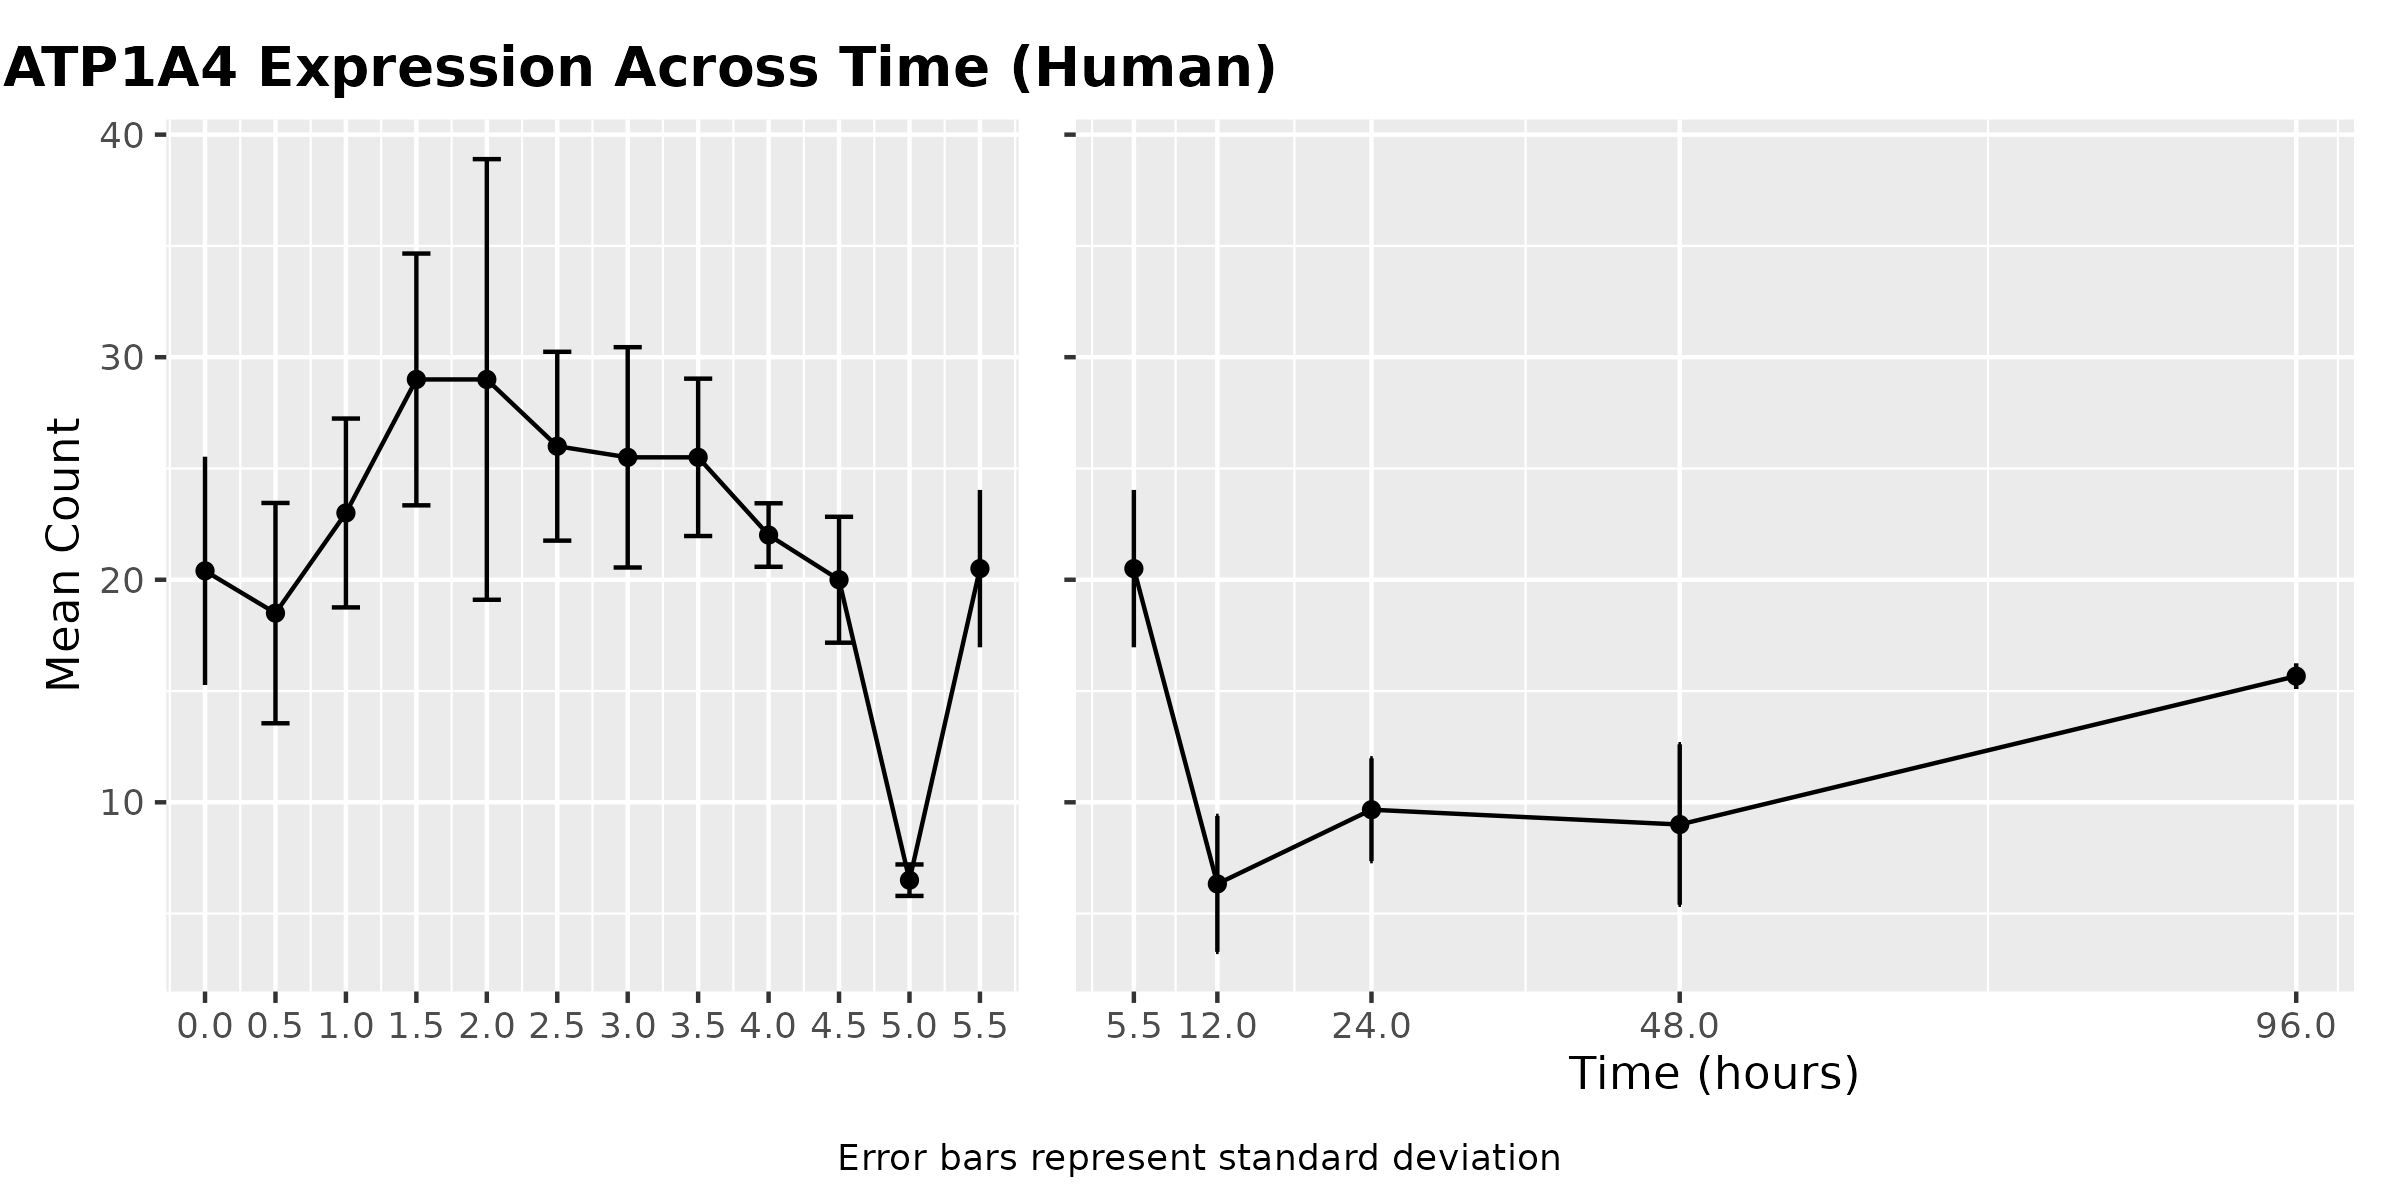 ATP1A4 Expression Across Time (Human)
Mean Count
40
30
20
10
0.0 0.5 1.0 1.5 2.0 2.5 3.0 3.5 4.0 4.5 5.0 5.5
5.5 12.0 24.0 48.0 96.0
Time (hours)
Error bars represent standard deviation